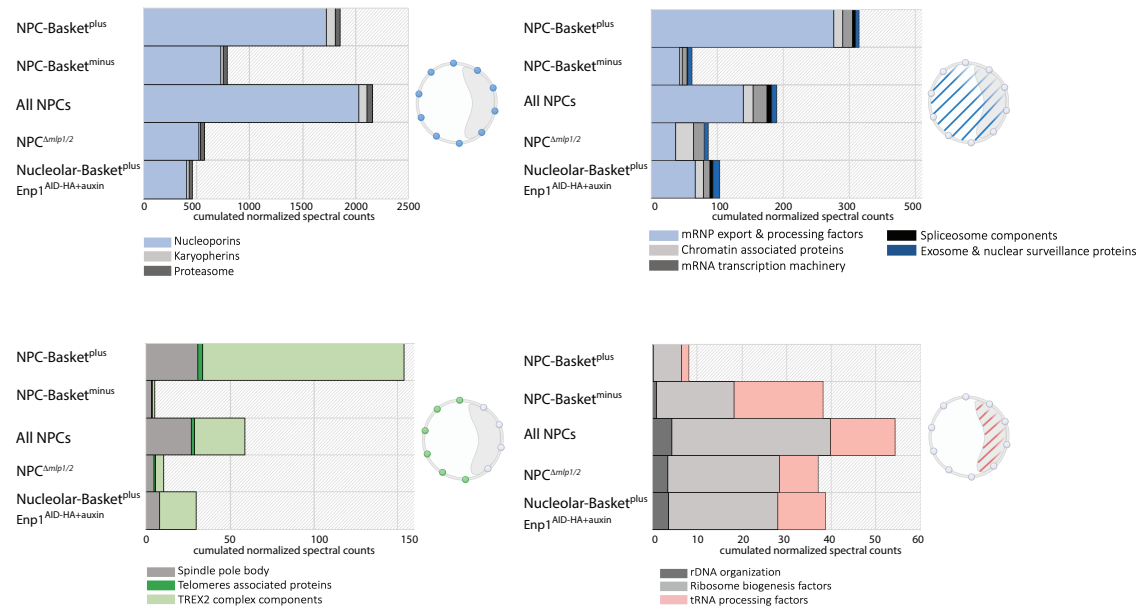 NPC-Basketplus
NPC-Basketminus
All NPCs
NPCΔmlp1/2
Nucleolar-Basketplus
Enp1AID-HA+auxin
0 500 1000 1500 2000 2500
cumulated normalized spectral counts
Nucleoporins
Karyopherins
Proteasome
NPC-Basketplus
NPC-Basketminus
All NPCs
NPCΔmlp1/2
Nucleolar-Basketplus
Enp1AID-HA+auxin
0 100 200 300 400 500
cumulated normalized spectral counts
mRNP export & processing factors
Chromatin associated proteins
mRNA transcription machinery
Spliceosome components
Exosome & nuclear surveillance proteins
NPC-Basketplus
NPC-Basketminus
All NPCs
NPCΔmlp1/2
Nucleolar-Basketplus
Enp1AID-HA+auxin
0 50 100 150
cumulated normalized spectral counts
Spindle pole body
Telomeres associated proteins
TREX2 complex components
NPC-Basketplus
NPC-Basketminus
All NPCs
NPCΔmlp1/2
Nucleolar-Basketplus
Enp1AID-HA+auxin
0 10 20 30 40 50 60
cumulated normalized spectral counts
rDNA organization
Ribosome biogenesis factors
tRNA processing factors